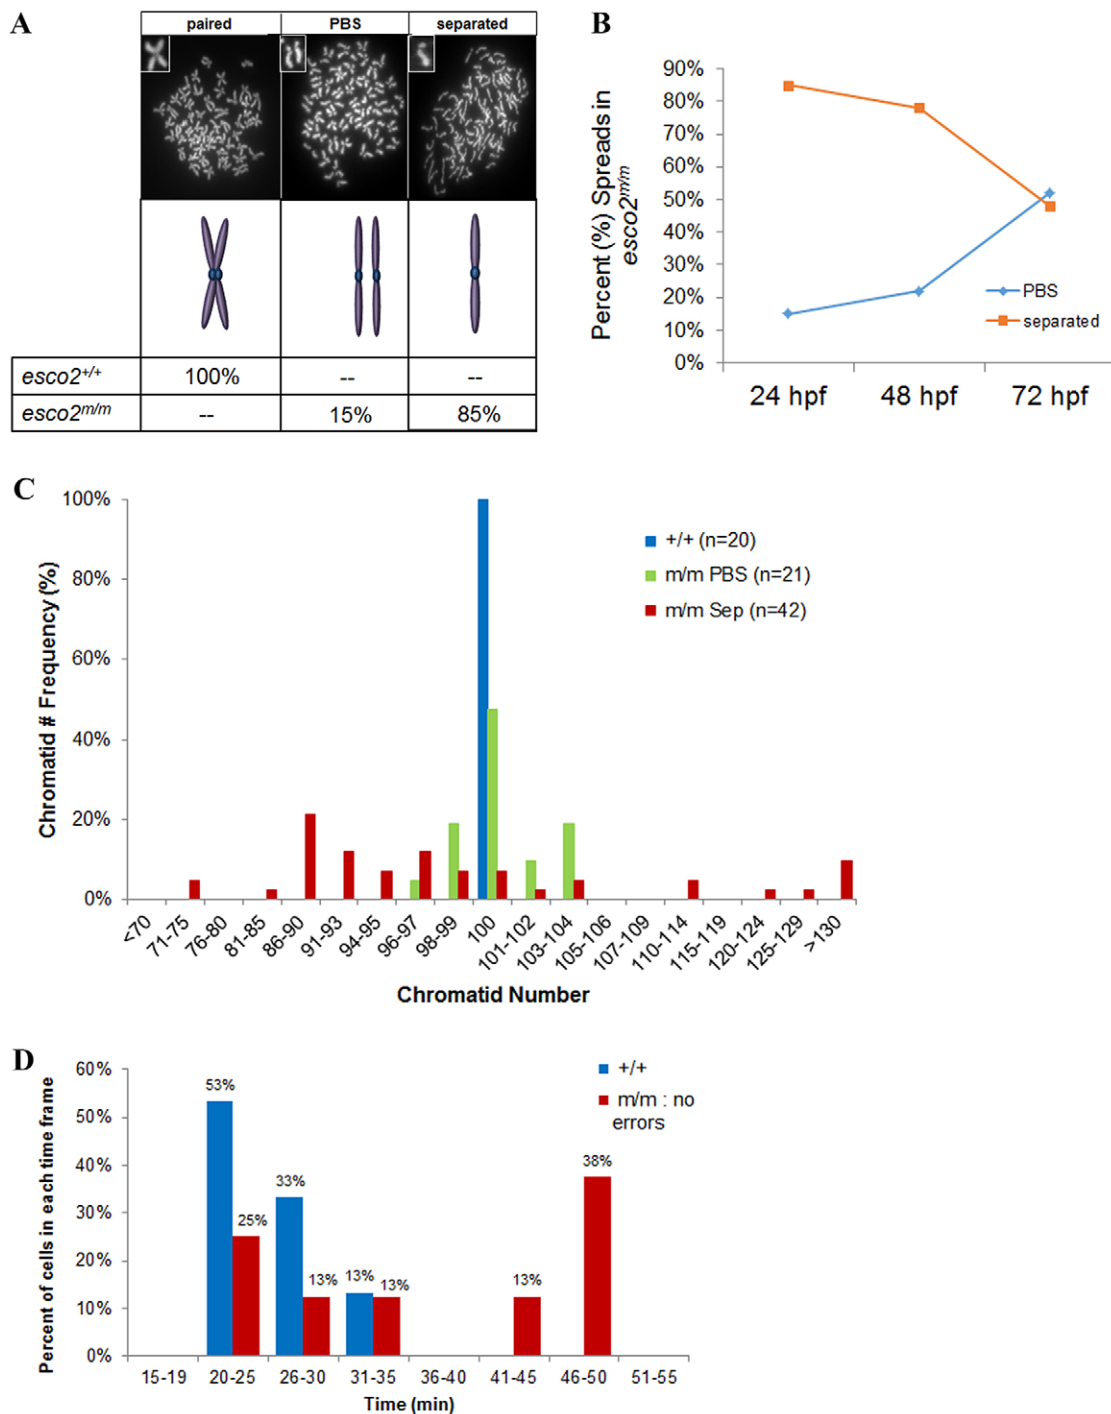 A
paired PBS separated
esco2+/+ 100% -- --
esco2m/m -- 15% 85%
B
Percent (%) Spreads in
esco2m/m
90%
80%
70%
60%
50%
40%
30%
20%
10%
0%
PBS
separated
24 hpf 48 hpf 72 hpf
C
Chromatid # Frequency (%)
100%
80%
60%
40%
20%
0%
+/+ (n=20)
m/m PBS (n=21)
m/m Sep (n=42)
<70 71-75 76-80 81-85 86-90 91-93 94-95 96-97 98-99 100 101-102 103-104 105-106 107-109 110-114 115-119 120-124 125-129 >130
Chromatid Number
D
Percent of cells in each time frame
60%
50%
40%
30%
20%
10%
0%
+/+
m/m : no
errors
53%
25%
33%
13%
13%
13%
13%
38%
15-19 20-25 26-30 31-35 36-40 41-45 46-50 51-55
Time (min)